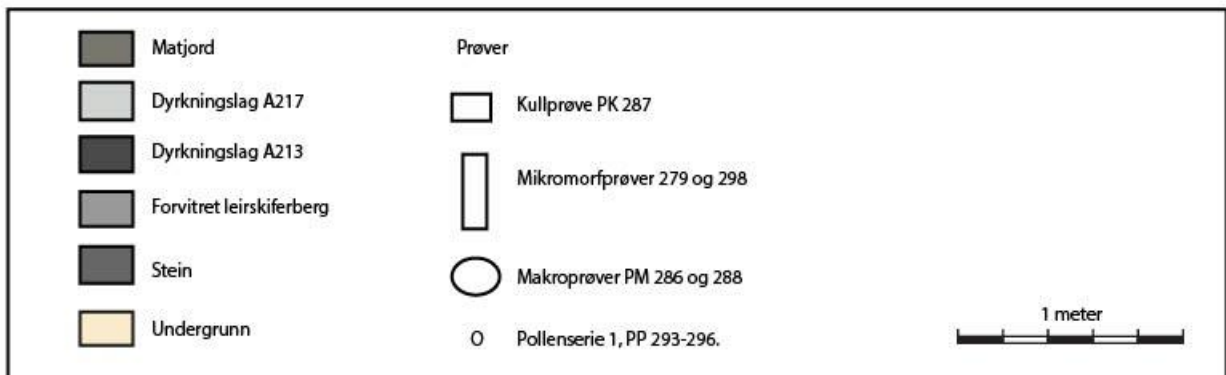 Matjord
Dyrkningslag A217
Dyrkningslag A213
Forvitret leirskiferberg
Stein
Undergrunn
Prøver
Kullprøve PK 287
Mikromorfprøver 279 og 298
Makroprøver PM 286 og 288
Pollenserie 1, PP 293-296.
1 meter